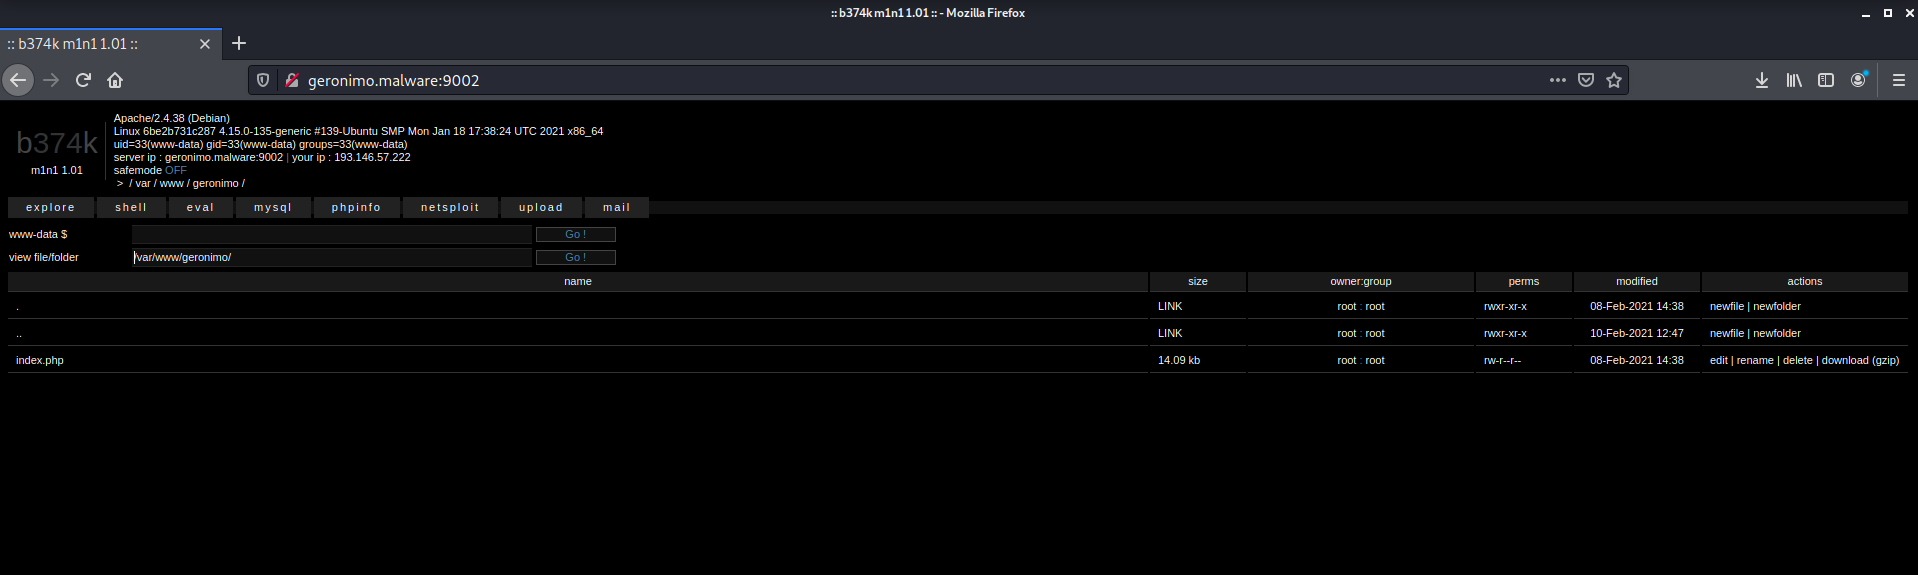 :: b374k m1n1 1.01 :: - Mozilla Firefox
:: b374k m1n1 1.01 ::
geronimo.malware:9002
Apache/2.4.38 (Debian)
Linux 6be2b731c287 4.15.0-135-generic #139-Ubuntu SMP Mon Jan 18 17:38:24 UTC 2021 x86_64
uid=33(www-data) gid=33(www-data) groups=33(www-data)
server ip : geronimo.malware:9002 | your ip : 193.146.57.222
safemode OFF
> / var / www / geronimo /
b374k
m1n1 1.01
explore shell eval mysql phpinfo netsploit upload mail
www-data $ Go !
view file/folder /var/www/geronimo/ Go !
name size owner:group perms modified actions
. LINK root : root rwxr-xr-x 08-Feb-2021 14:38 newfile | newfolder
.. LINK root : root rwxr-xr-x 10-Feb-2021 12:47 newfile | newfolder
index.php 14.09 kb root : root rw-r--r-- 08-Feb-2021 14:38 edit | rename | delete | download (gzip)